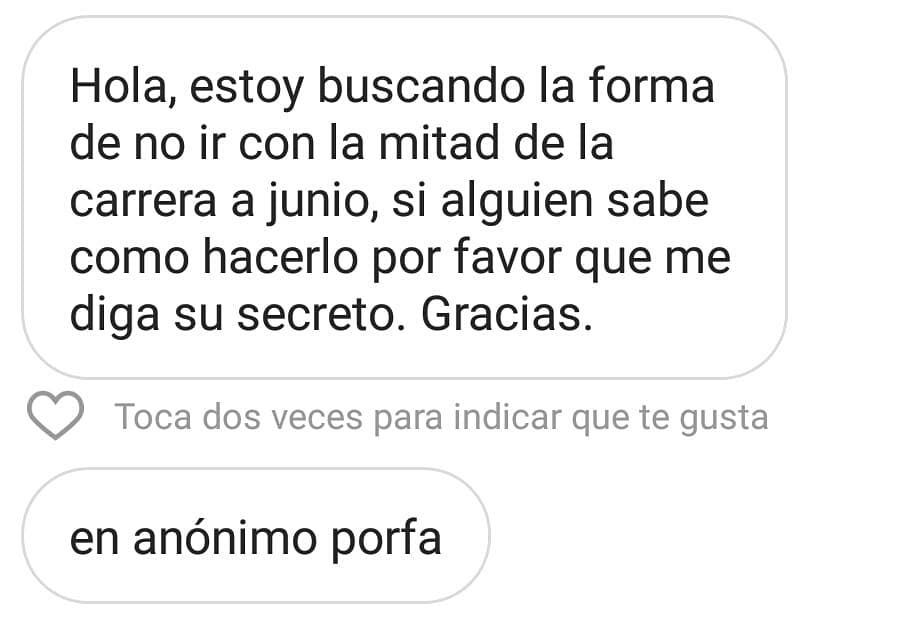 Hola, estoy buscando la forma
de no ir con la mitad de la
carrera a junio, si alguien sabe
como hacerlo por favor que me
diga su secreto. Gracias.
Toca dos veces para indicar que te gusta
en anónimo porfa